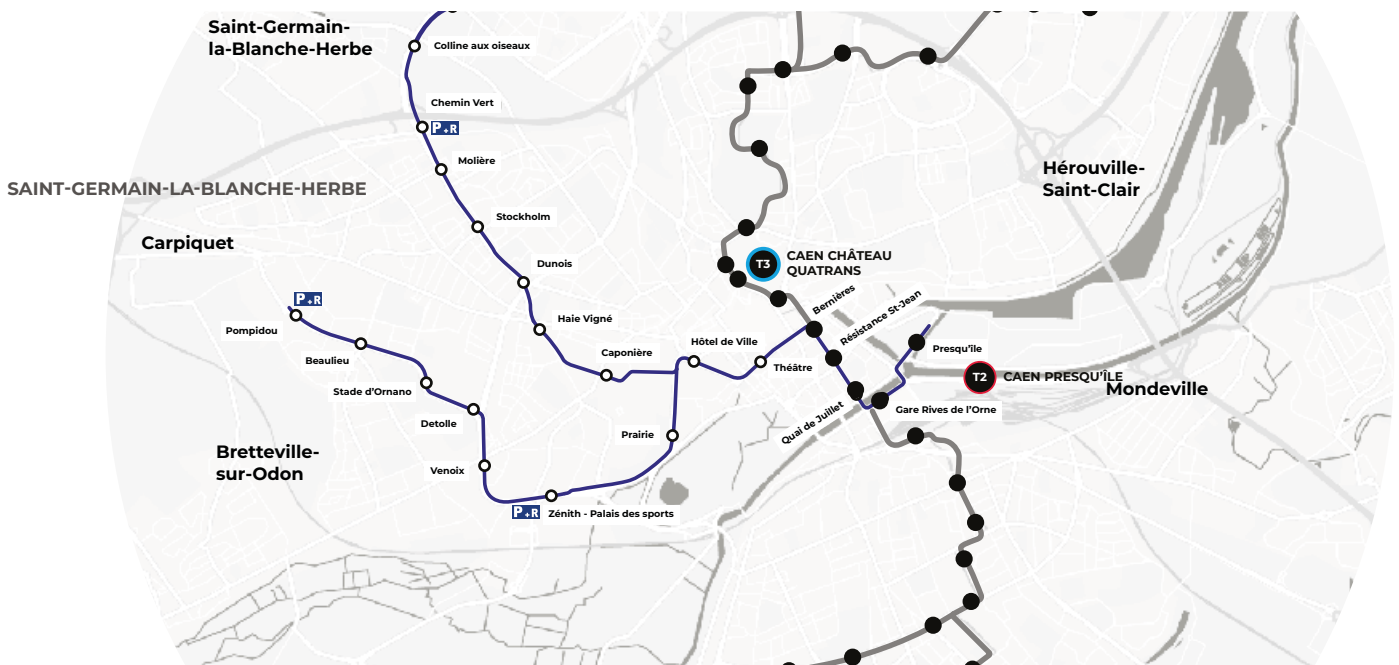 Saint-Germain-
la-Blanche-Herbe
Colline aux oiseaux
Chemin Vert
P+R
Molière
Hérouville-
Saint-Clair
SAINT-GERMAIN-LA-BLANCHE-HERBE
Stockholm
Carpiquet
Dunois
T3
CAEN CHÂTEAU
QUATRANS
P+R
Pompidou
Haie Vigné
Bernières
Résistance St-Jean
Beaulieu
Caponière
Hôtel de Ville
Théâtre
Presqu'île
T2
CAEN PRESQU'ÎLE
Mondeville
Stade d'Ornano
Detolle
Quai de Juillet
Gare Rives de l'Orne
Prairie
Bretteville-
sur-Odon
Venoix
P+R
Zénith - Palais des sports